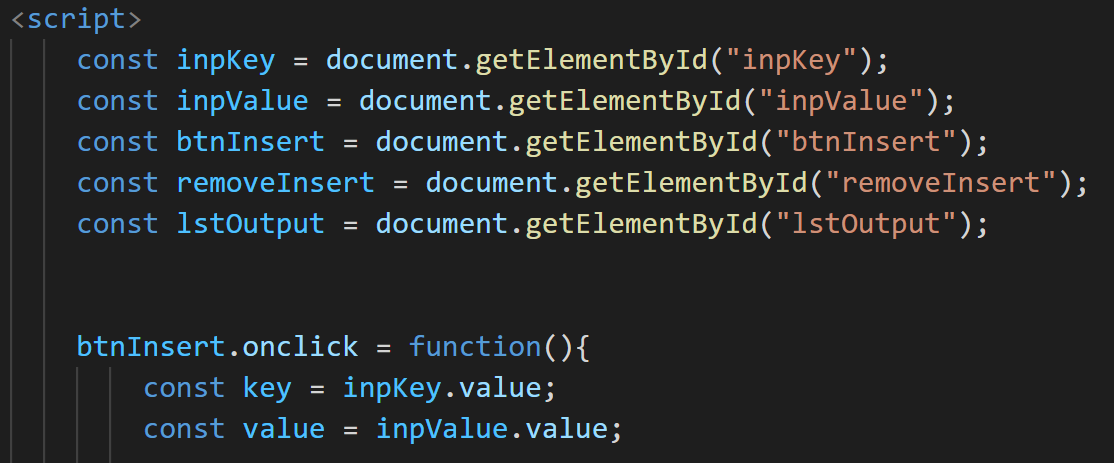 <script>
const inpKey = document.getElementById("inpKey");
const inpValue = document.getElementById("inpValue");
const btnInsert = document.getElementById("btnInsert");
const removeInsert = document.getElementById("removeInsert");
const lstOutput = document.getElementById("lstOutput");
btnInsert.onclick = function(){
const key = inpKey.value;
const value = inpValue.value;